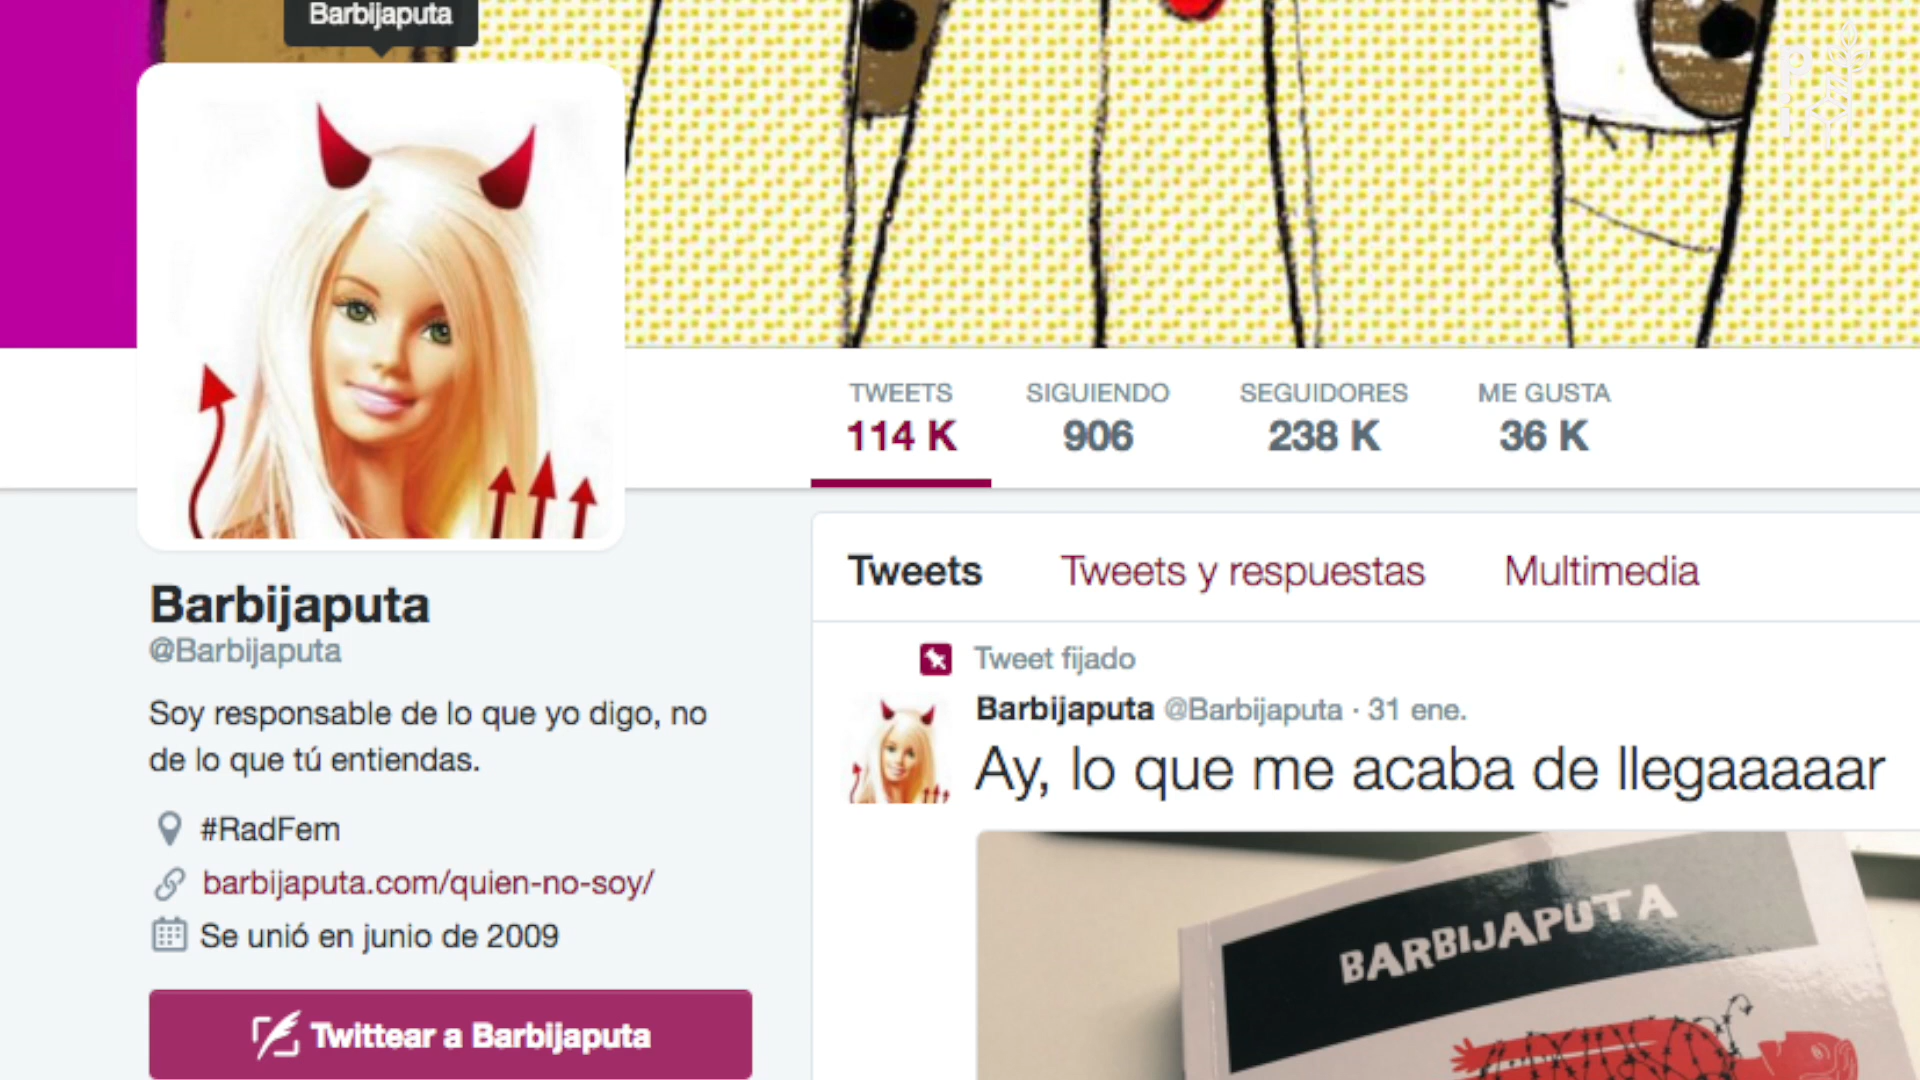 Barbijaputa
TWEETS
114 K
SIGUIENDO
906
SEGUIDORES
238 K
ME GUSTA
36 K
Barbijaputa
@Barbijaputa
Soy responsable de lo que yo digo, no
de lo que tú entiendas.
#RadFem
barbijaputa.com/quien-no-soy/
Se unió en junio de 2009
Twittear a Barbijaputa
Tweets Tweets y respuestas Multimedia
Tweet fijado
Barbijaputa @Barbijaputa · 31 ene.
Ay, lo que me acaba de llegaaaaar
BARBIJAPUTA